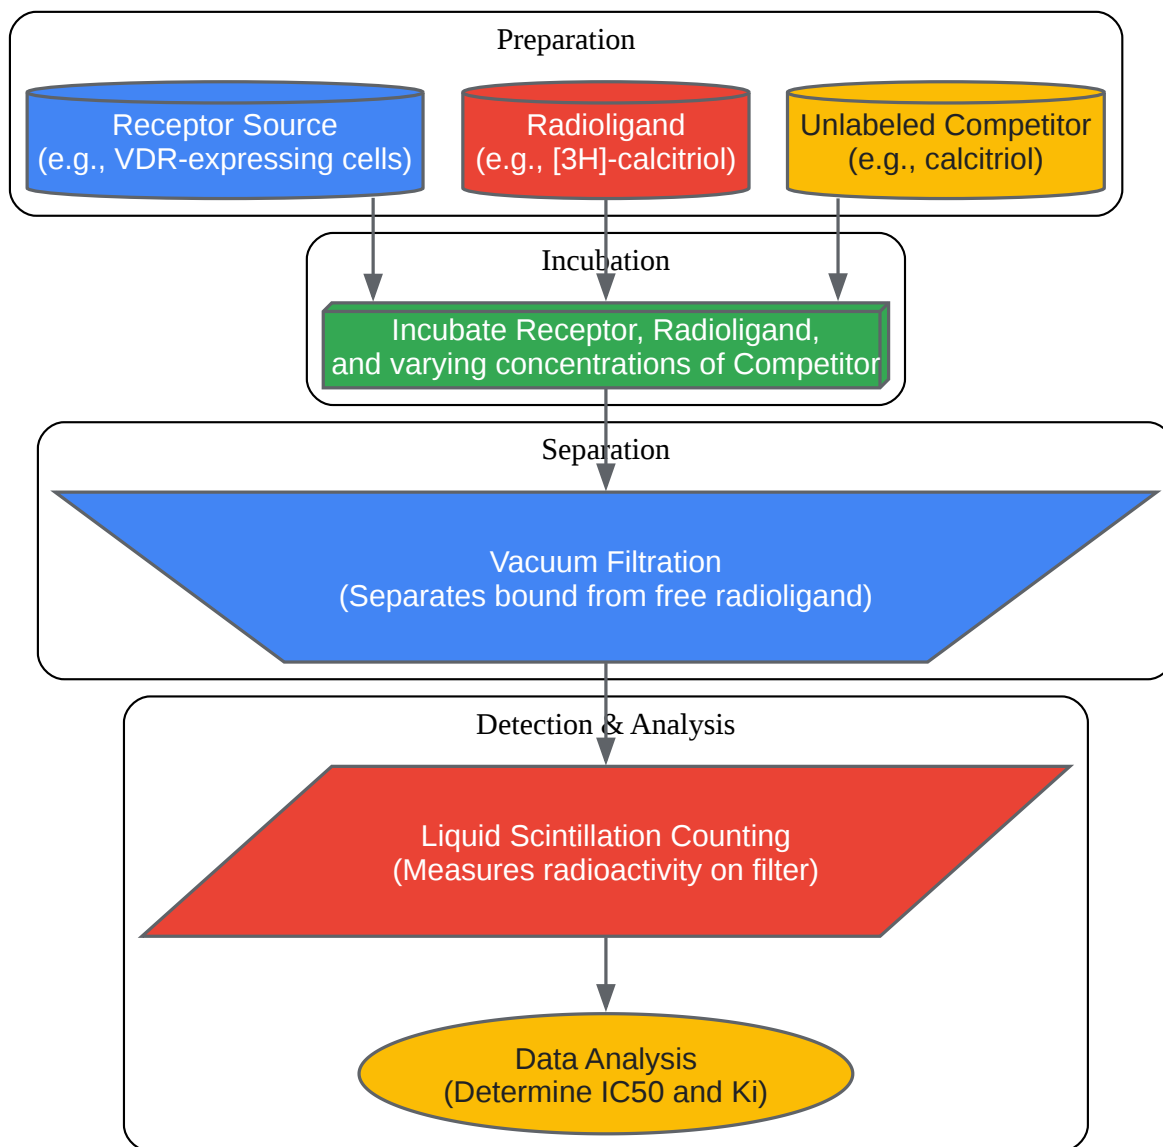 Preparation
Receptor Source
(e.g., VDR-expressing cells)
Radioligand
(e.g., [3H]-calcitriol)
Unlabeled Competitor
(e.g., calcitriol)
Incubation
Incubate Receptor, Radioligand,
and varying concentrations of Competitor
Separation
Vacuum Filtration
(Separates bound from free radioligand)
Detection & Analysis
Liquid Scintillation Counting
(Measures radioactivity on filter)
Data Analysis
(Determine IC50 and Ki)